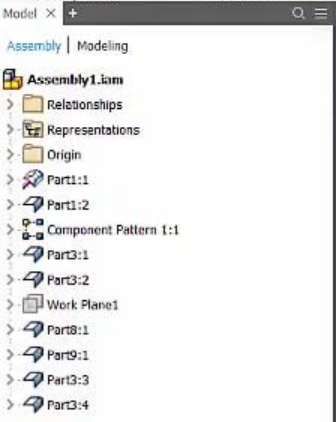 Model × +
Assembly | Modeling
Assembly1.iam
Relationships
Representations
Origin
Part1:1
Part1:2
Component Pattern 1:1
Part3:1
Part3:2
Work Plane1
Part8:1
Part9:1
Part3:3
Part3:4